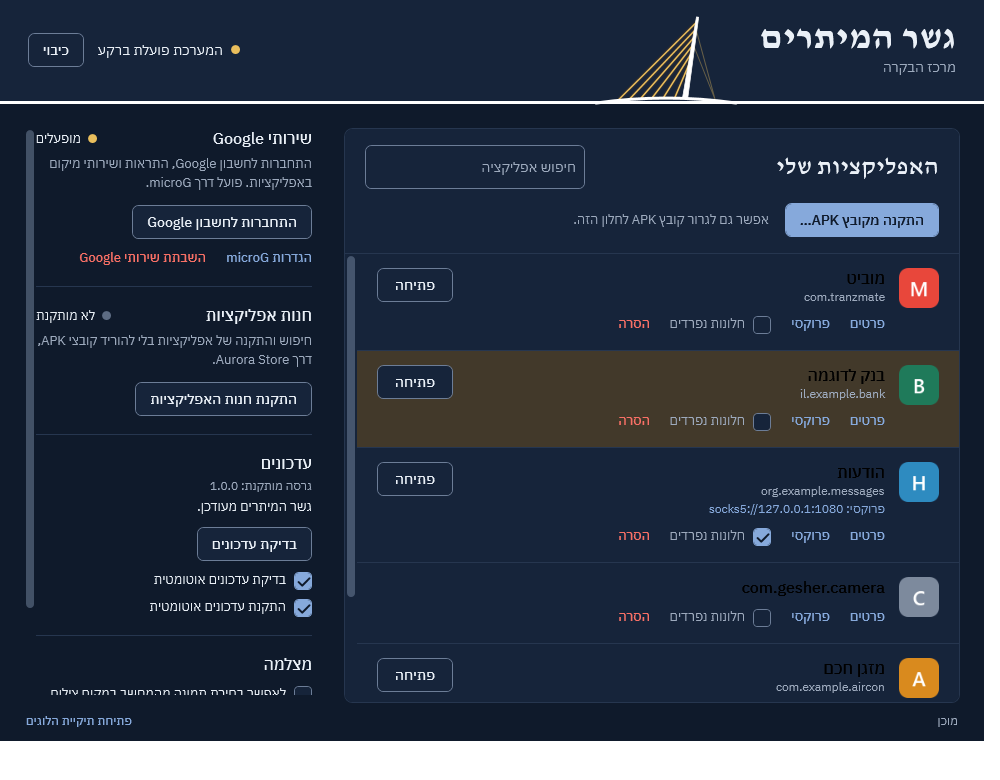 גשר המיתרים
מרכז הבקרה
המערכת פועלת ברקע
כיבוי
האפליקציות שלי
חיפוש אפליקציה
התקנה מקובץ APK...
אפשר גם לגרור קובץ APK לחלון הזה.
M
מוביט
com.tranzmate
פתיחה
פרטים
פרוקסי
חלונות נפרדים
הסרה
B
בנק לדוגמה
il.example.bank
פתיחה
פרטים
פרוקסי
חלונות נפרדים
הסרה
H
הודעות
org.example.messages
פרוקסי: socks5://127.0.0.1:1080
פתיחה
פרטים
פרוקסי
חלונות נפרדים
הסרה
C
com.gesher.camera
פרטים
פרוקסי
חלונות נפרדים
הסרה
A
מזגן חכם
com.example.aircon
פתיחה
שירותי Google
מופעלים
התחברות לחשבון Google, התראות ושירותי מיקום
באפליקציות. פועל דרך microG.
התחברות לחשבון Google
הגדרות microG
השבתת שירותי Google
חנות אפליקציות
לא מותקנת
חיפוש והתקנה של אפליקציות בלי להוריד קובצי APK,
דרך Aurora Store.
התקנת חנות האפליקציות
עדכונים
גרסה מותקנת: 1.0.0
גשר המיתרים מעודכן.
בדיקת עדכונים
בדיקת עדכונים אוטומטית
התקנת עדכונים אוטומטית
מצלמה
לאפשר בחירת תמונה מהמחשב במקום צילום
מוכן
פתיחת תיקיית הלוגים